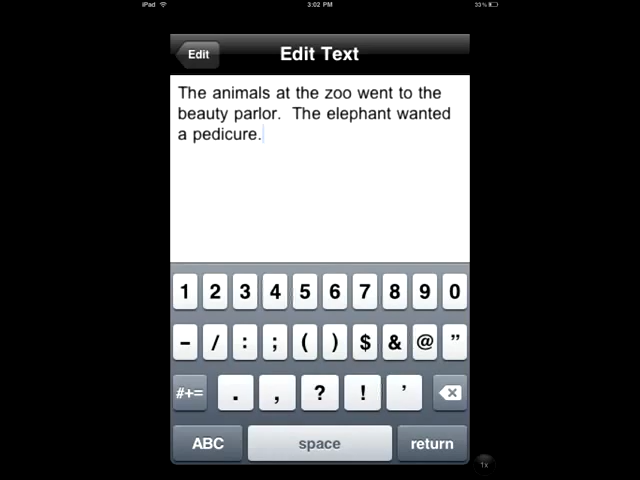 iPad 3:02 PM 33%
Edit Edit Text
The animals at the zoo went to the
beauty parlor.  The elephant wanted
a pedicure.
1 2 3 4 5 6 7 8 9 0
- / : ; ( ) $ & @ ”
#+= . , ? ! ’
ABC space return
1x